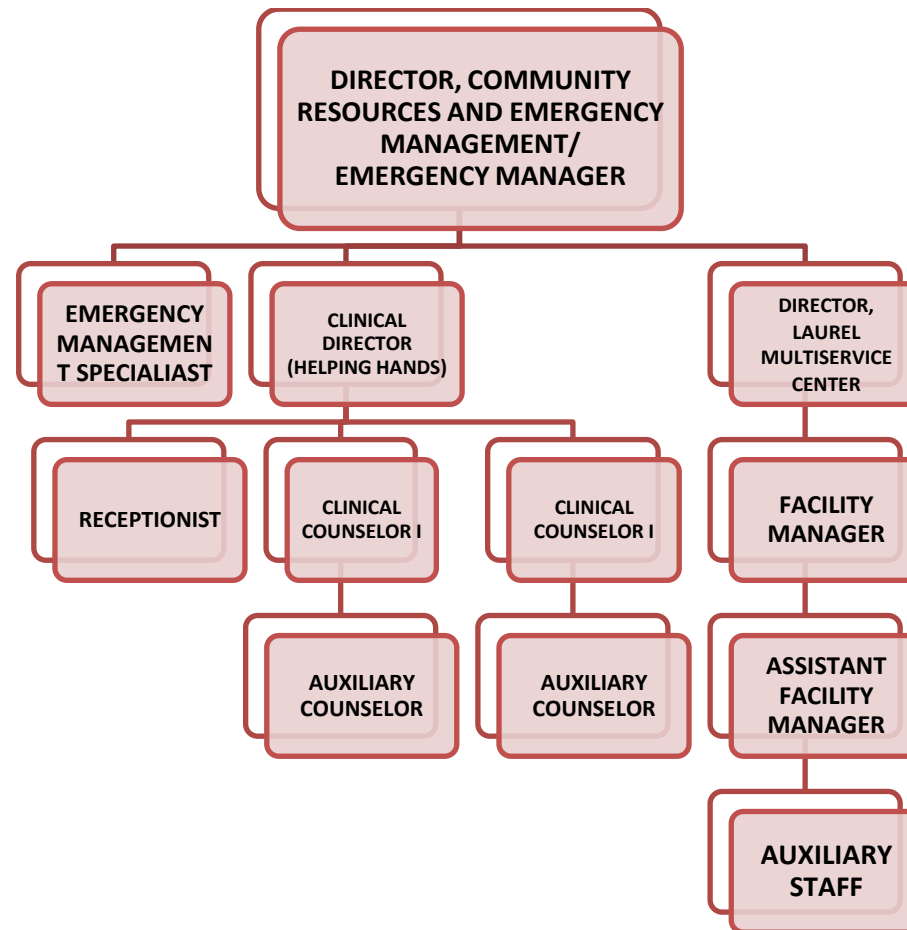 DIRECTOR, COMMUNITY
RESOURCES AND EMERGENCY
MANAGEMENT/
EMERGENCY MANAGER
EMERGENCY
MANAGEMEN
T SPECIALIAST
CLINICAL
DIRECTOR
(HELPING HANDS)
DIRECTOR,
LAUREL
MULTISERVICE
CENTER
RECEPTIONIST
CLINICAL
COUNSELOR I
CLINICAL
COUNSELOR I
FACILITY
MANAGER
AUXILIARY
COUNSELOR
AUXILIARY
COUNSELOR
ASSISTANT
FACILITY
MANAGER
AUXILIARY
STAFF